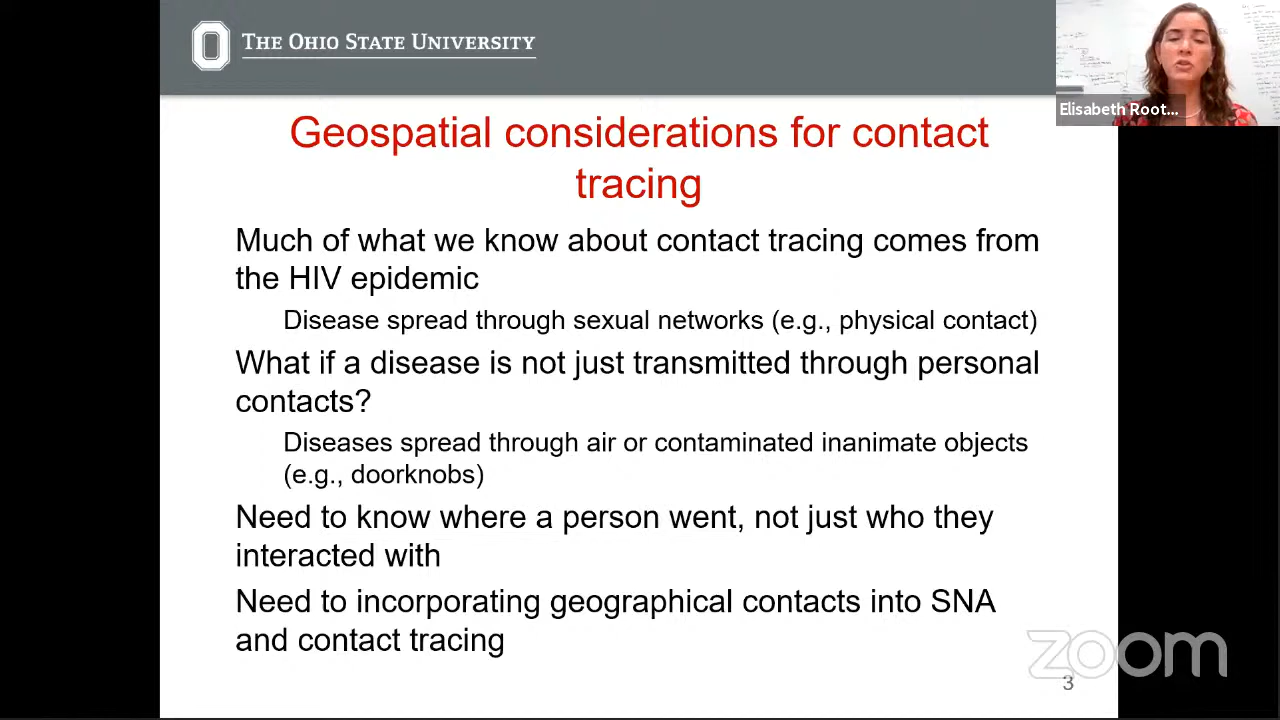 THE OHIO STATE UNIVERSITY
Elisabeth Root...
Geospatial considerations for contact
tracing
Much of what we know about contact tracing comes from
the HIV epidemic
Disease spread through sexual networks (e.g., physical contact)
What if a disease is not just transmitted through personal
contacts?
Diseases spread through air or contaminated inanimate objects
(e.g., doorknobs)
Need to know where a person went, not just who they
interacted with
Need to incorporating geographical contacts into SNA
and contact tracing
zoom
3